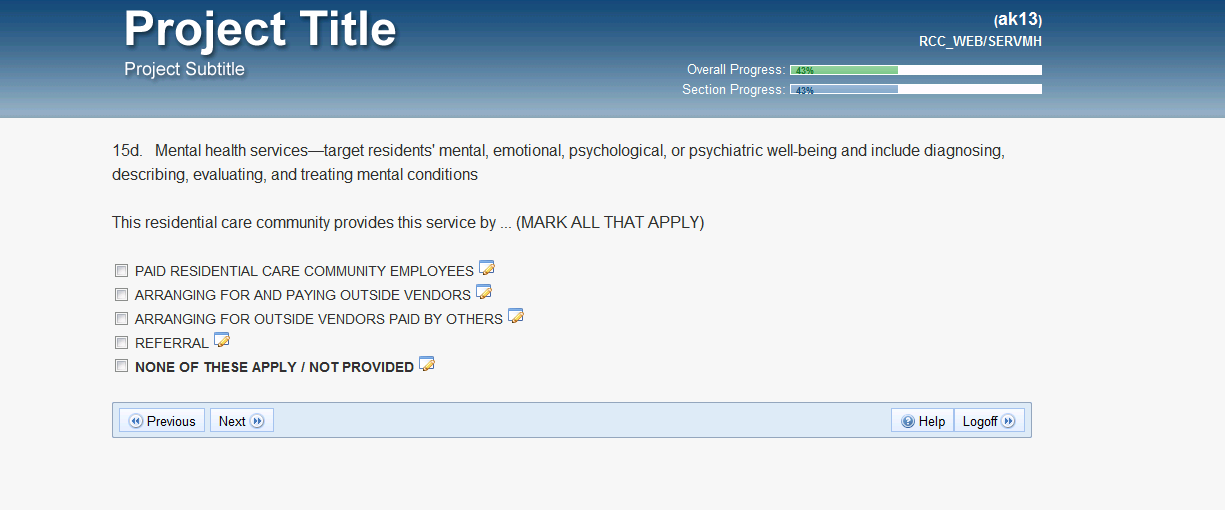 Project Title
Project Subtitle
(ak13)
RCC_WEB/SERVMH
Overall Progress: 43%
Section Progress: 43%
15d. Mental health services—target residents' mental, emotional, psychological, or psychiatric well-being and include diagnosing,
describing, evaluating, and treating mental conditions
This residential care community provides this service by ... (MARK ALL THAT APPLY)
PAID RESIDENTIAL CARE COMMUNITY EMPLOYEES
ARRANGING FOR AND PAYING OUTSIDE VENDORS
ARRANGING FOR OUTSIDE VENDORS PAID BY OTHERS
REFERRAL
NONE OF THESE APPLY / NOT PROVIDED
Previous Next Help Logoff